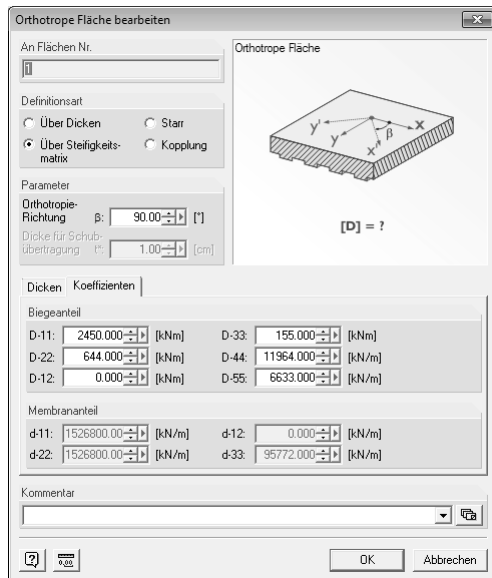 Orthotrope Fläche bearbeiten
An Flächen Nr.
1
Definitionsart
Über Dicken
Starr
Über Steifigkeits-
matrix
Kopplung
Parameter
Orthotropie-
Richtung β: 90.00 [°]
Dicke für Schub-
übertragung t*: 1.00 [cm]
Orthotrope Fläche
y' y β x
x'
[D] = ?
Dicken Koeffizienten
Biegeanteil
D-11: 2450.000 [kNm] D-33: 155.000 [kNm]
D-22: 644.000 [kNm] D-44: 11964.000 [kN/m]
D-12: 0.000 [kNm] D-55: 6633.000 [kN/m]
Membrananteil
d-11: 1526800.00 [kN/m] d-12: 0.000 [kN/m]
d-22: 1526800.00 [kN/m] d-33: 95772.000 [kN/m]
Kommentar
? 0,00 OK Abbrechen